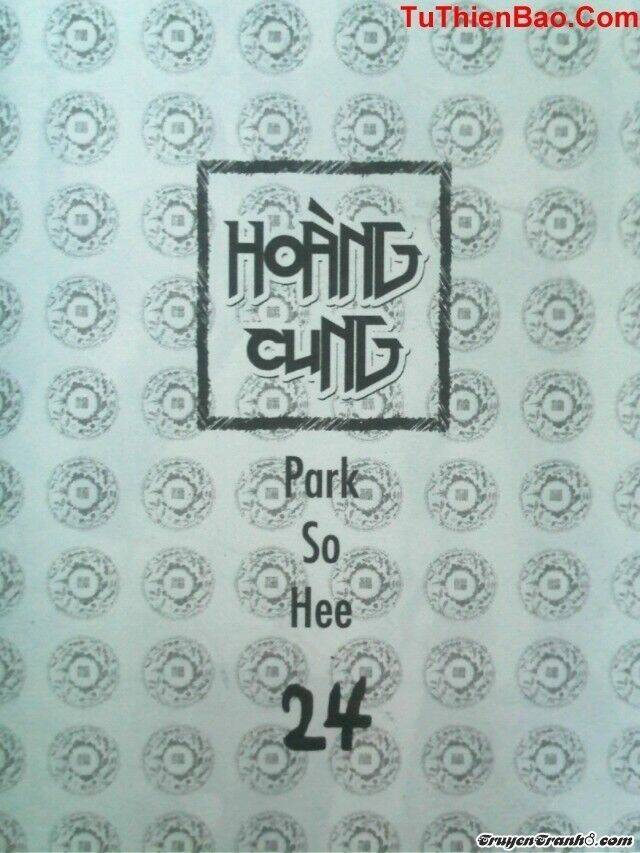 TuThienBao.Com
HOÀNG
CUNG
Park
So
Hee
24
TruyenTranh8.com